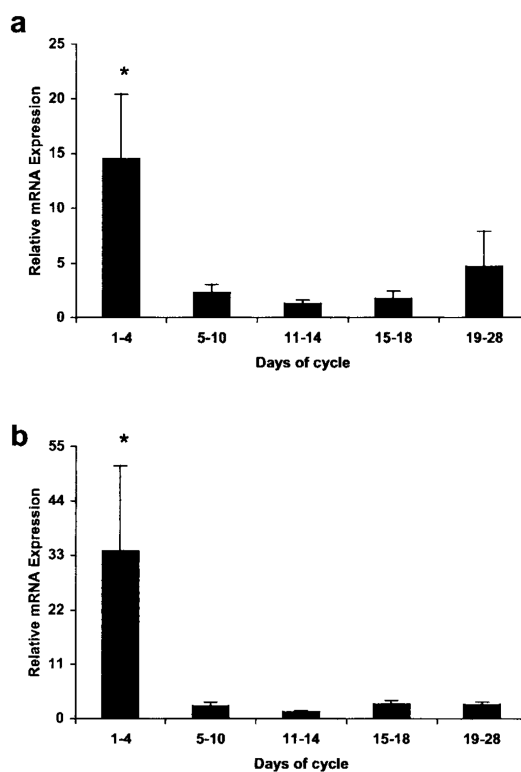 a
25
20
15
10
5
0
Relative mRNA Expression
*
1-4 5-10 11-14 15-18 19-28
Days of cycle
b
55
44
33
22
11
0
Relative mRNA Expression
*
1-4 5-10 11-14 15-18 19-28
Days of cycle